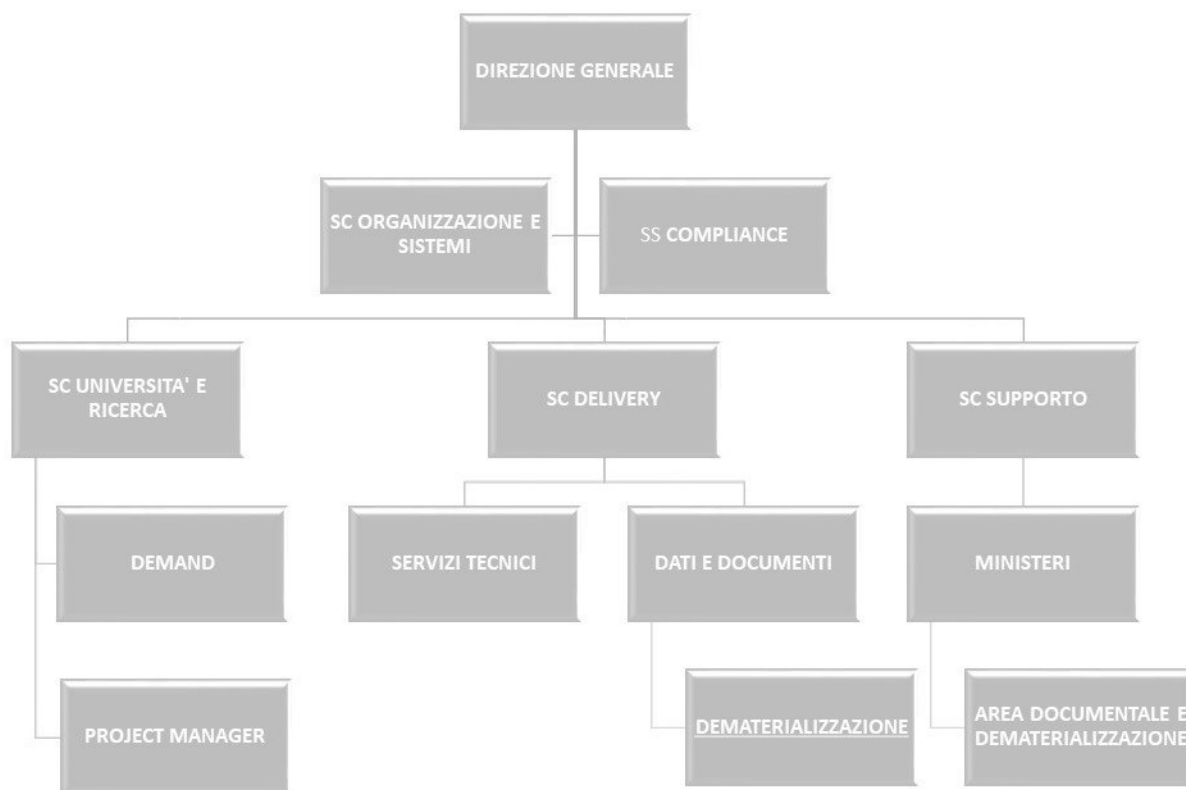 DIREZIONE GENERALE
SC ORGANIZZAZIONE E
SISTEMI
SS COMPLIANCE
SC UNIVERSITA' E
RICERCA
SC DELIVERY
SC SUPPORTO
DEMAND
SERVIZI TECNICI
DATI E DOCUMENTI
MINISTERI
PROJECT MANAGER
DEMATERIALIZZAZIONE
AREA DOCUMENTALE E
DEMATERIALIZZAZIONE